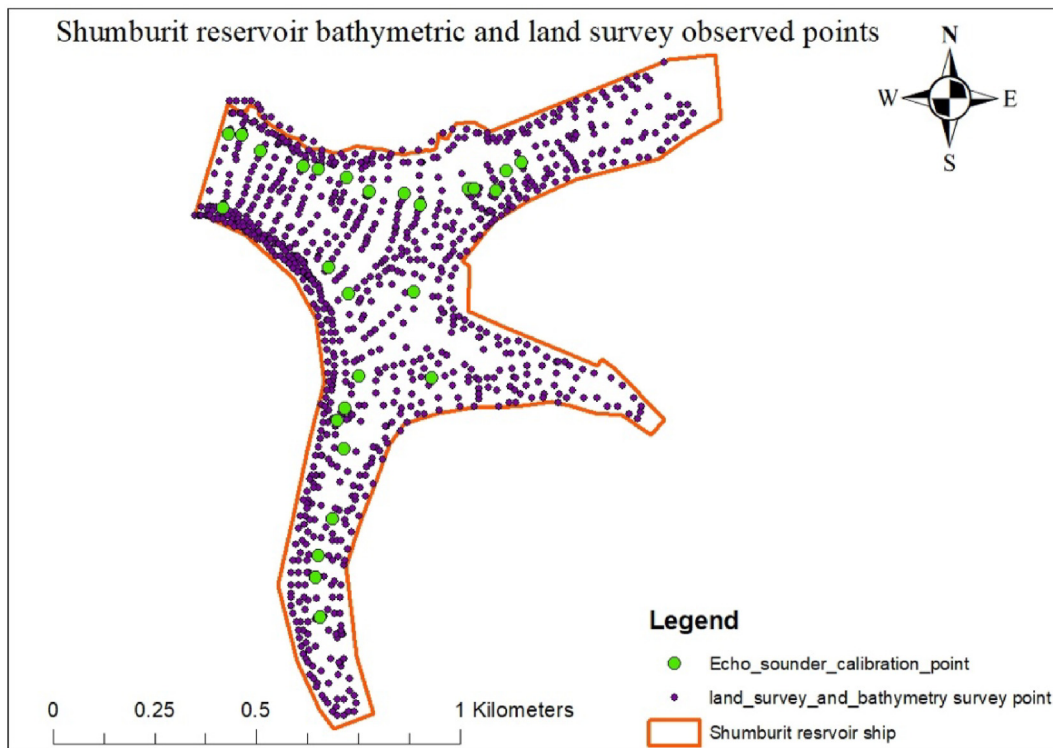 Shumburit reservoir bathymetric and land survey observed points
N
W E
S
Legend
Echo_sounder_calibration_point
land_survey_and_bathymetry survey point
Shumburit resrvoir ship
0 0.25 0.5 1 Kilometers